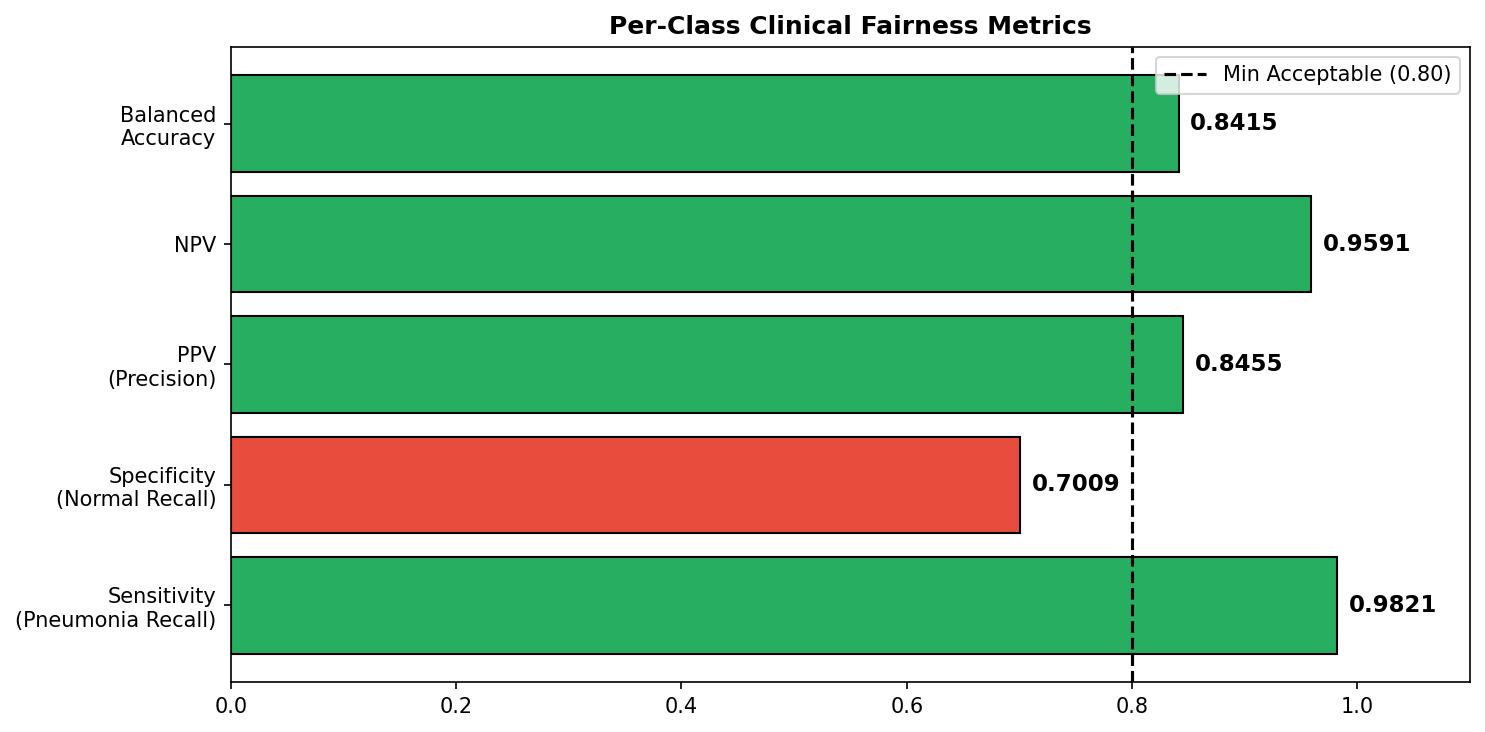 Per-Class Clinical Fairness Metrics
Min Acceptable (0.80)
Balanced
Accuracy
0.8415
NPV
0.9591
PPV
(Precision)
0.8455
Specificity
(Normal Recall)
0.7009
Sensitivity
(Pneumonia Recall)
0.9821
0.0 0.2 0.4 0.6 0.8 1.0